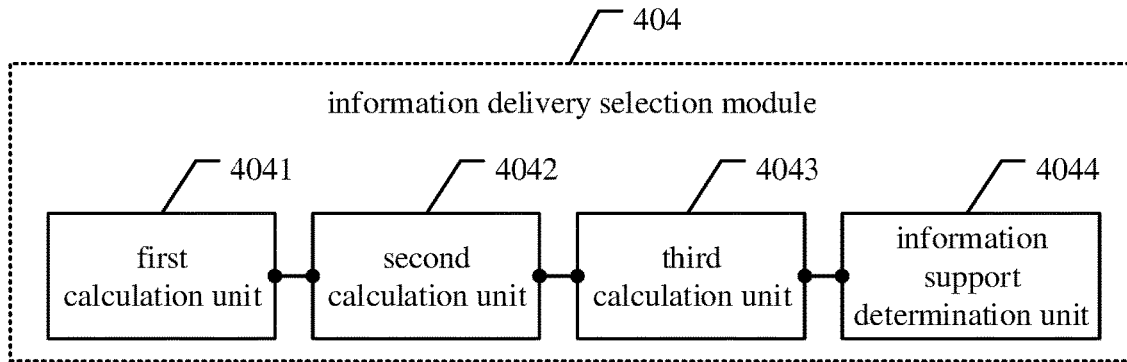 404
information delivery selection module
4041
4042
4043
4044
first
calculation unit
second
calculation unit
third
calculation unit
information
support
determination unit